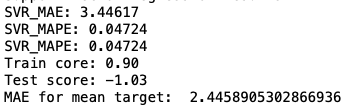 SVR_MAE: 3.44617
SVR_MAPE: 0.04724
SVR_MAPE: 0.04724
Train core: 0.90
Test score: -1.03
MAE for mean target:  2.4458905302866936